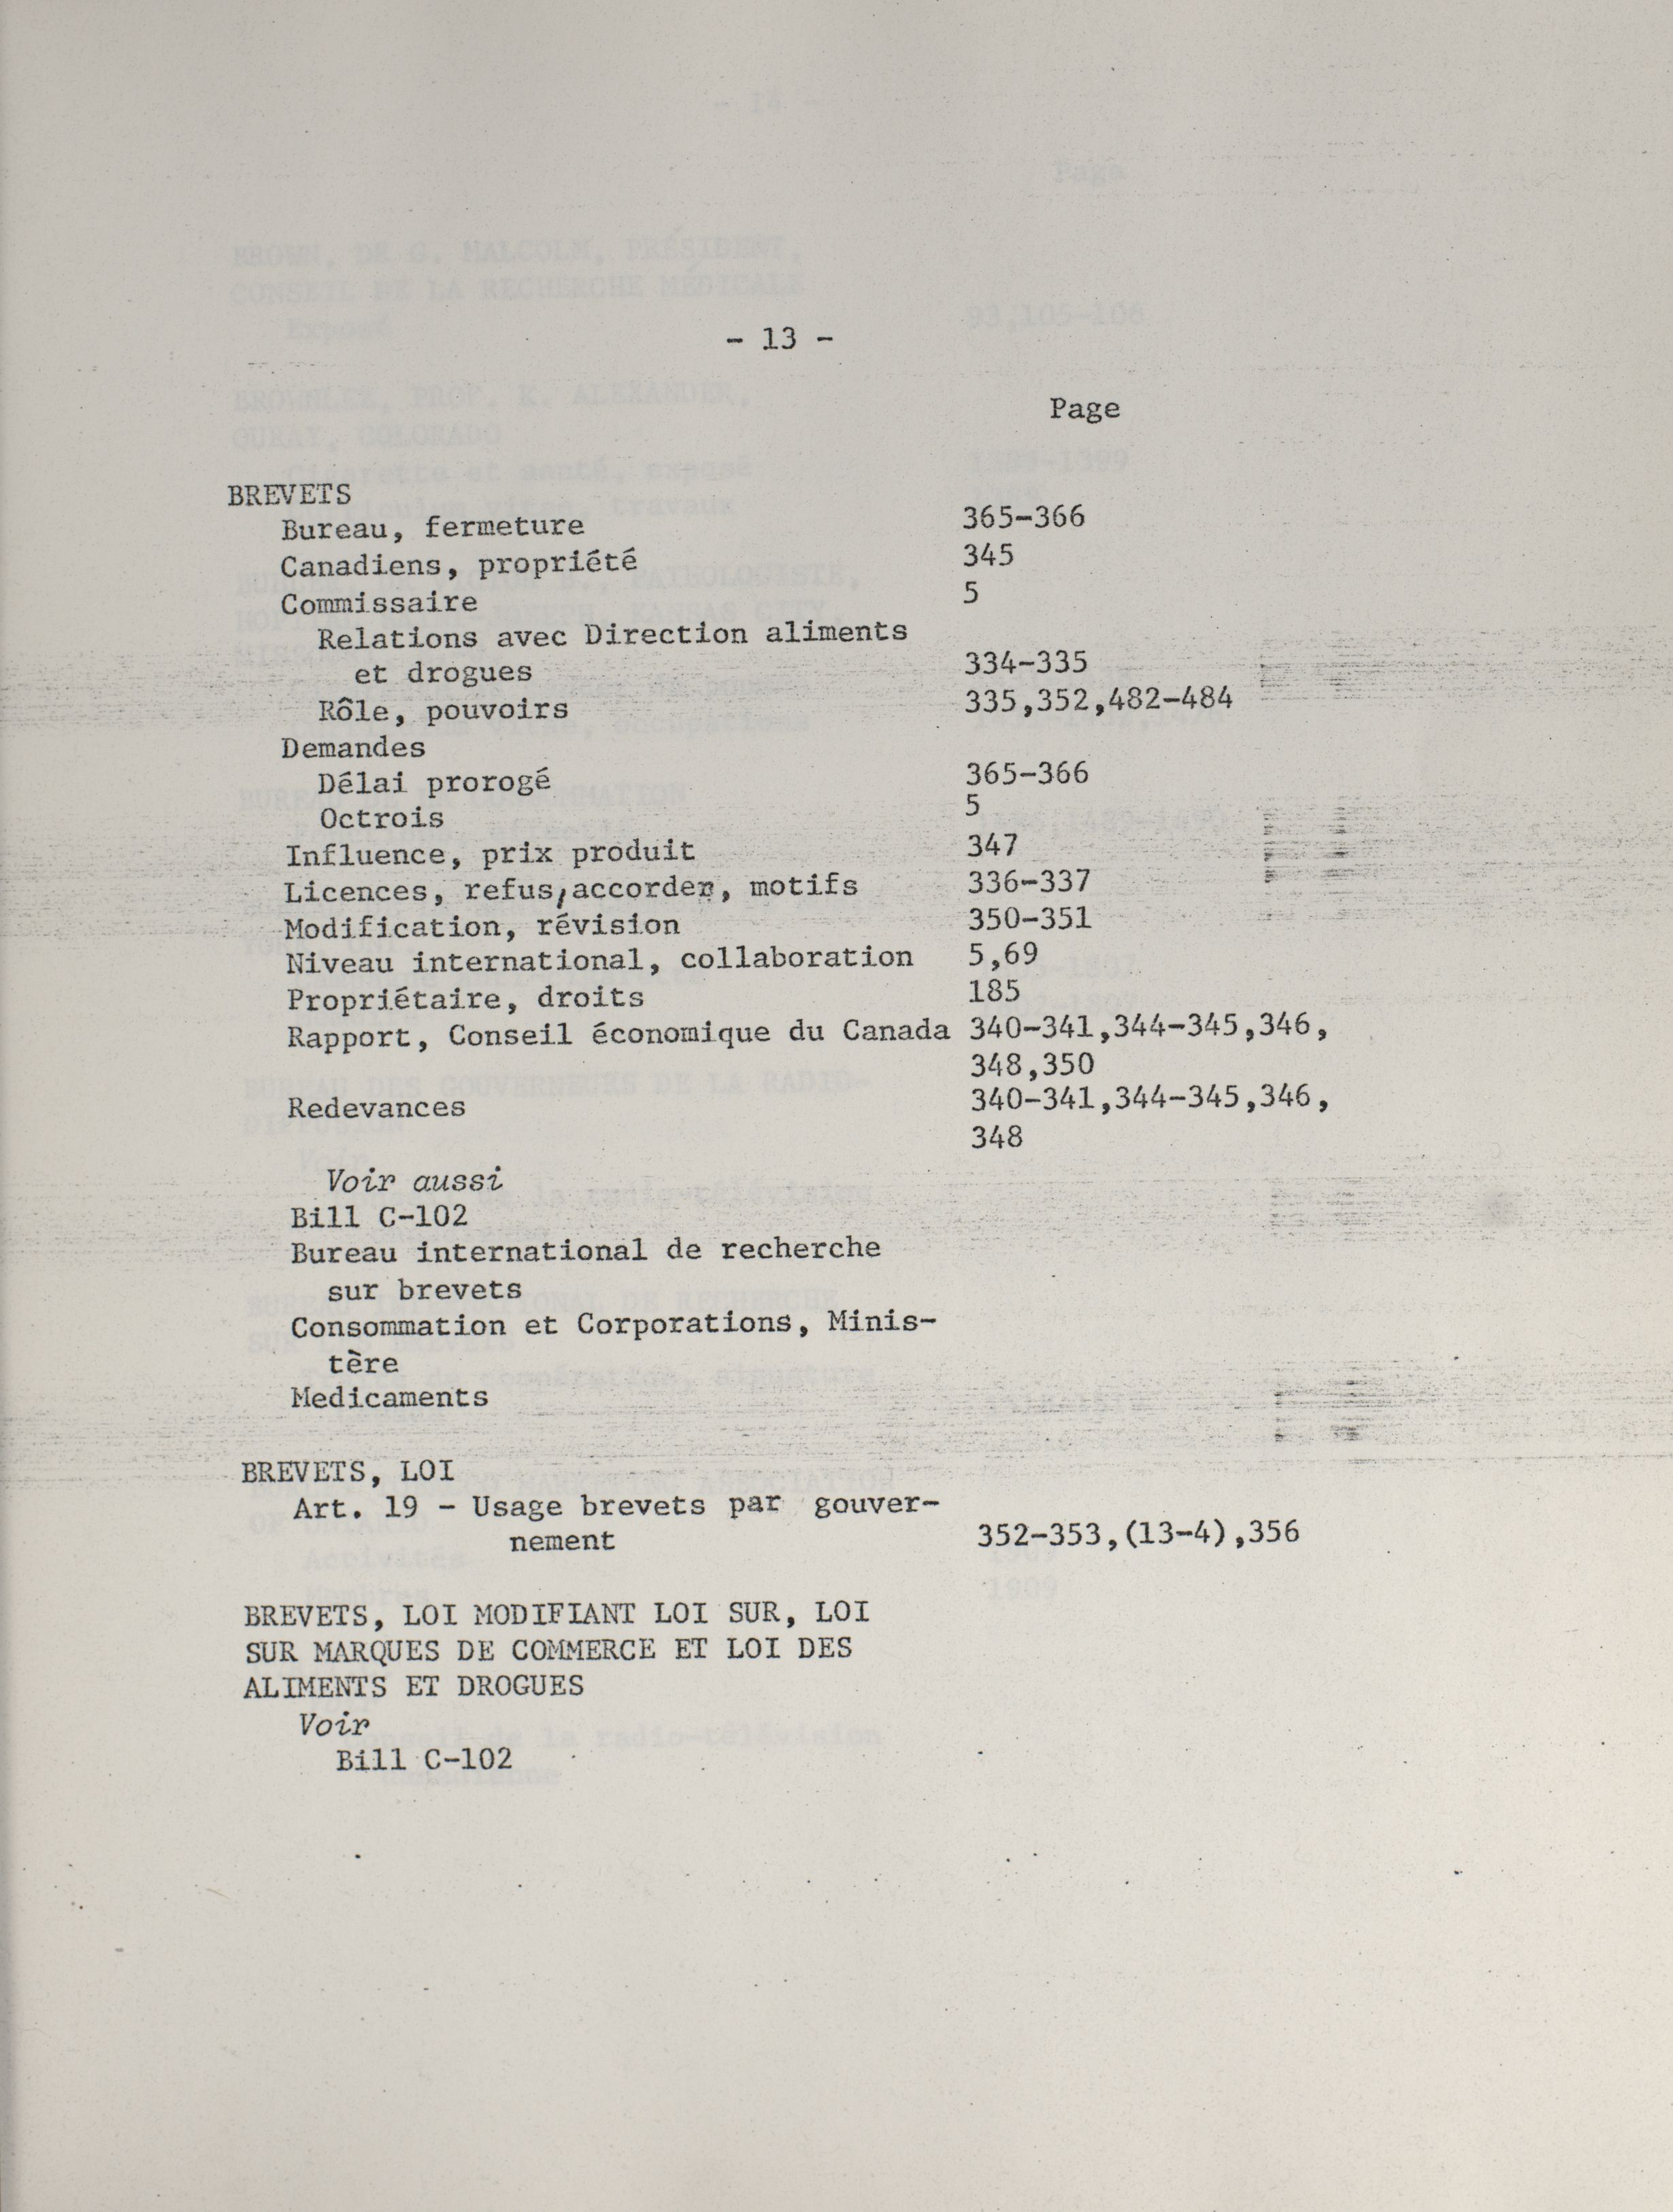 - 13 -
Page
BREVETS
Bureau, fermeture 365-366
Canadiens, propriété 345
Commissaire 5
Relations avec Direction aliments
et drogues 334-335
Rôle, pouvoirs 335,352,482-484
Demandes
Délai prorogé 365-366
Octrois 5
Influence, prix produit 347
Licences, refus,accorder, motifs 336-337
Modification, révision 350-351
Niveau international, collaboration 5,69
Propriétaire, droits 185
Rapport, Conseil économique du Canada 340-341,344-345,346,
348,350
Redevances 340-341,344-345,346,
348
Voir aussi
Bill C-102
Bureau international de recherche
sur brevets
Consommation et Corporations, Minis-
tère
Medicaments
BREVETS, LOI
Art. 19 - Usage brevets par gouver-
nement 352-353,(13-4),356
BREVETS, LOI MODIFIANT LOI SUR, LOI
SUR MARQUES DE COMMERCE ET LOI DES
ALIMENTS ET DROGUES
Voir
Bill C-102